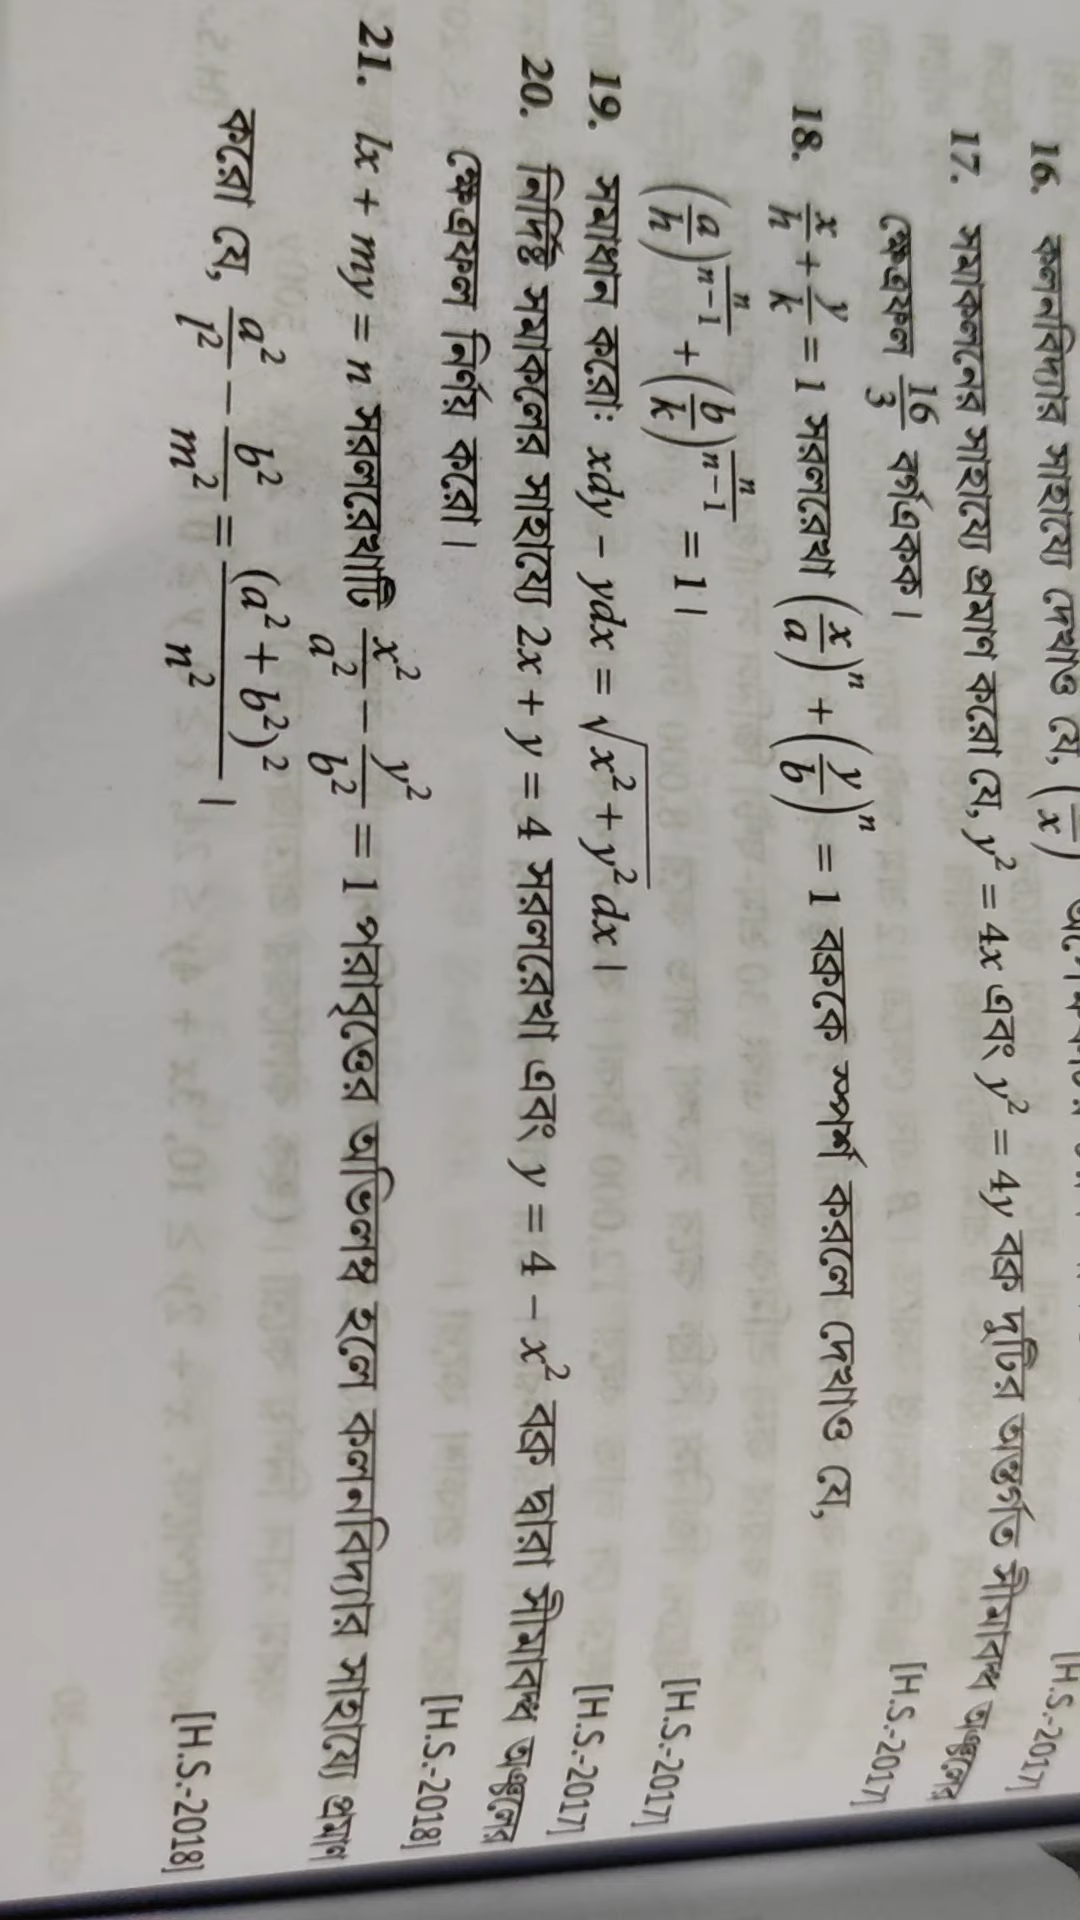 16. কলনবিদ্যার সাহায্যে দেখাও যে,
[H.S.-2017]
17. সমাকলনের সাহায্যে প্রমাণ করো যে, y² = 4x এবং y² = 4y বক্র দুটির অন্তর্গত সীমাবদ্ধ অঞ্চলের
ক্ষেত্রফল 16/3 বর্গএকক। [H.S.-2017]
18. x/h + y/k = 1 সরলরেখা (x/a)ⁿ + (y/b)ⁿ = 1 বক্রকে স্পর্শ করলে দেখাও যে,
(a/h)^(n/(n-1)) + (b/k)^(n/(n-1)) = 1। [H.S.-2017]
19. সমাধান করো: xdy - ydx = √(x² + y²) dx। [H.S.-2017]
20. নির্দিষ্ট সমাকলের সাহায্যে 2x + y = 4 সরলরেখা এবং y = 4 - x² বক্র দ্বারা সীমাবদ্ধ অঞ্চলের
ক্ষেত্রফল নির্ণয় করো। [H.S.-2018]
21. lx + my = n সরলরেখাটি x²/a² - y²/b² = 1 পরাবৃত্তের অভিলম্ব হলে কলনবিদ্যার সাহায্যে প্রমাণ
করো যে, a²/l² - b²/m² = (a² + b²)²/n²। [H.S.-2018]